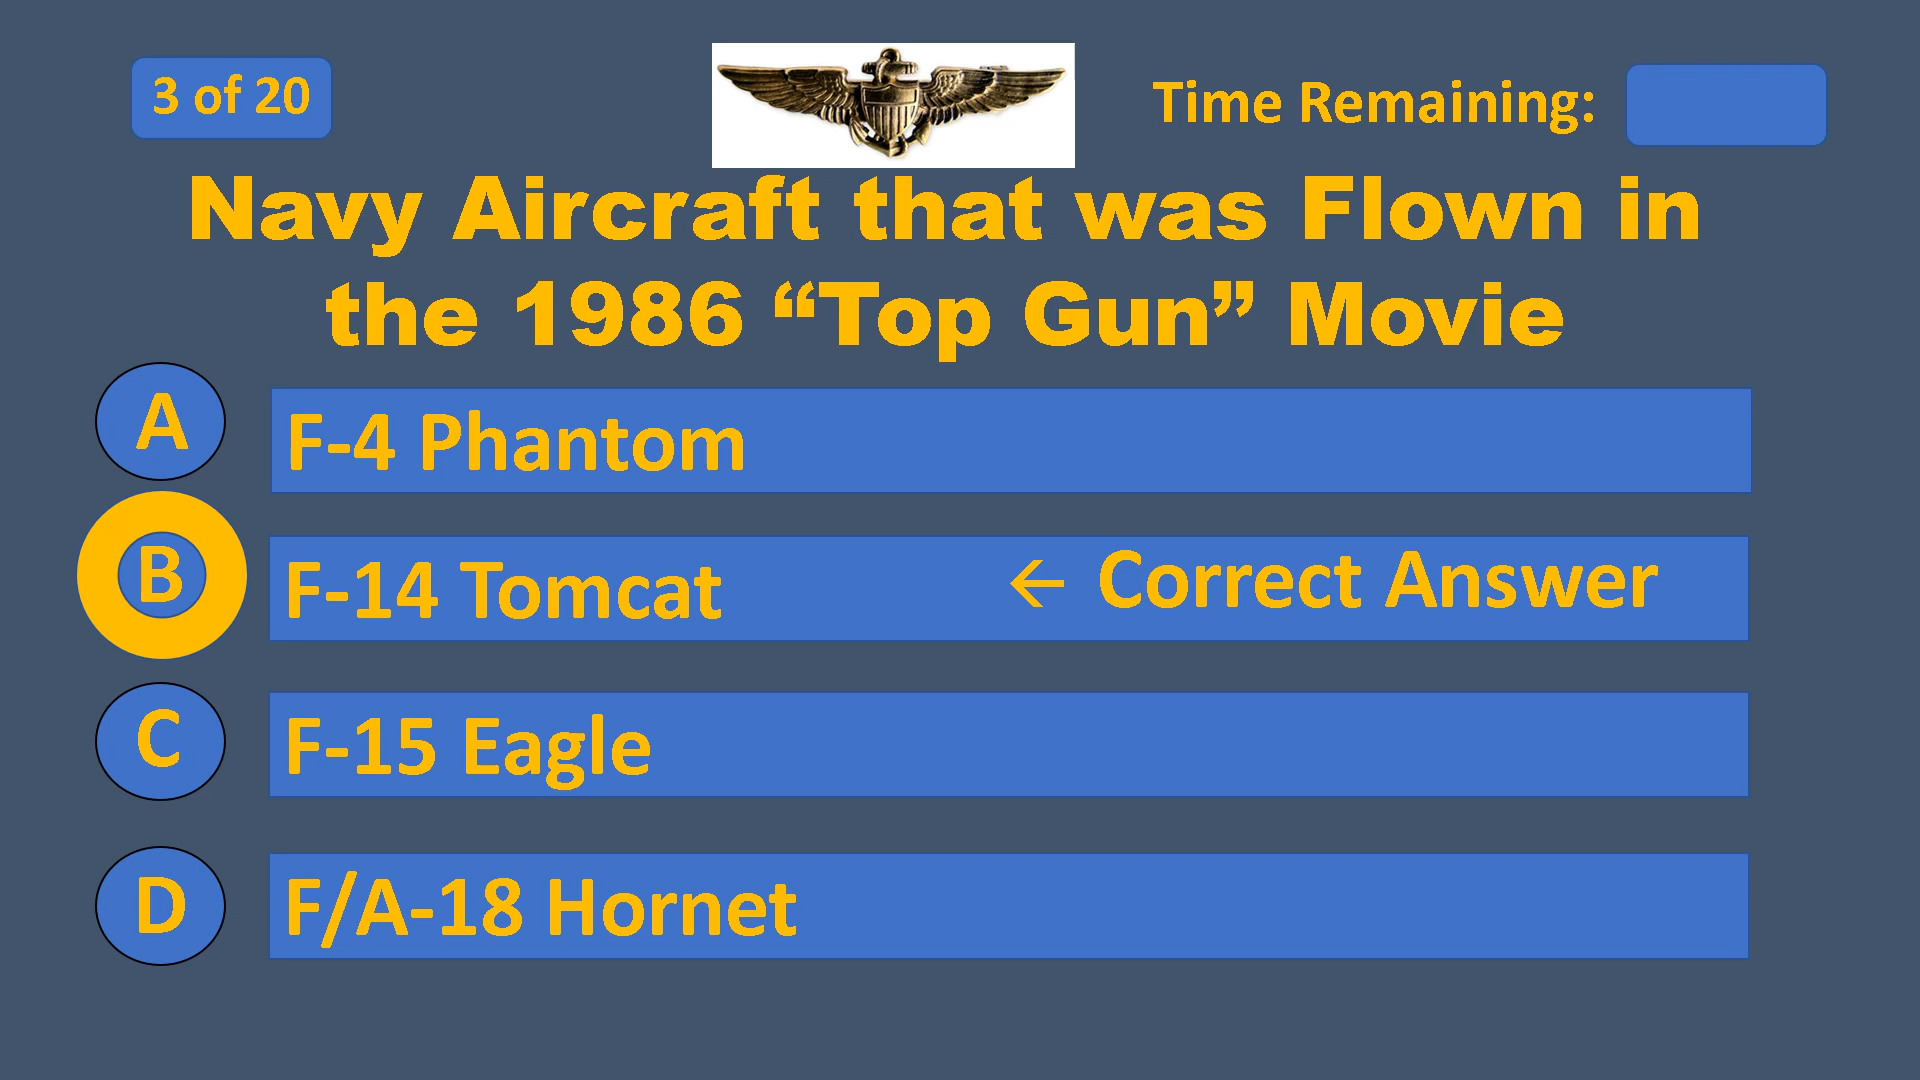 3 of 20
Time Remaining:
Navy Aircraft that was Flown in
the 1986 “Top Gun” Movie
A
F-4 Phantom
B
F-14 Tomcat ← Correct Answer
C
F-15 Eagle
D
F/A-18 Hornet